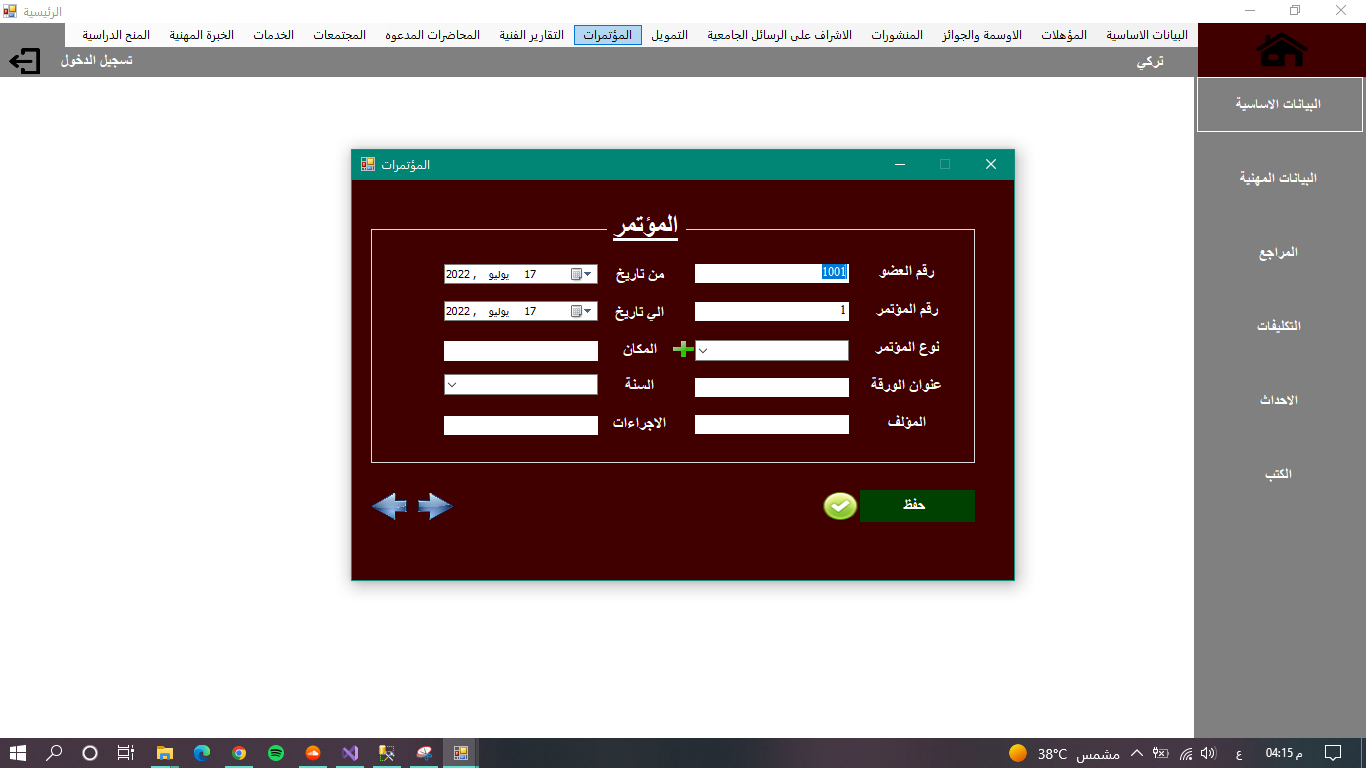 الرئيسية
البيانات الاساسية المؤهلات الاوسمة والجوائز المنشورات الاشراف على الرسائل الجامعية التمويل المؤتمرات التقارير الفنية المحاضرات المدعوه المجتمعات الخدمات الخبرة المهنية المنح الدراسية
تركي تسجيل الدخول
البيانات الاساسية
البيانات المهنية
المراجع
التكليفات
الاحداث
الكتب
المؤتمرات
المؤتمر
رقم العضو 1001 من تاريخ 17 يوليو , 2022
رقم المؤتمر 1 الي تاريخ 17 يوليو , 2022
نوع المؤتمر المكان
عنوان الورقة السنة
المؤلف الاجراءات
حفظ
38°C مشمس ع 04:15 م